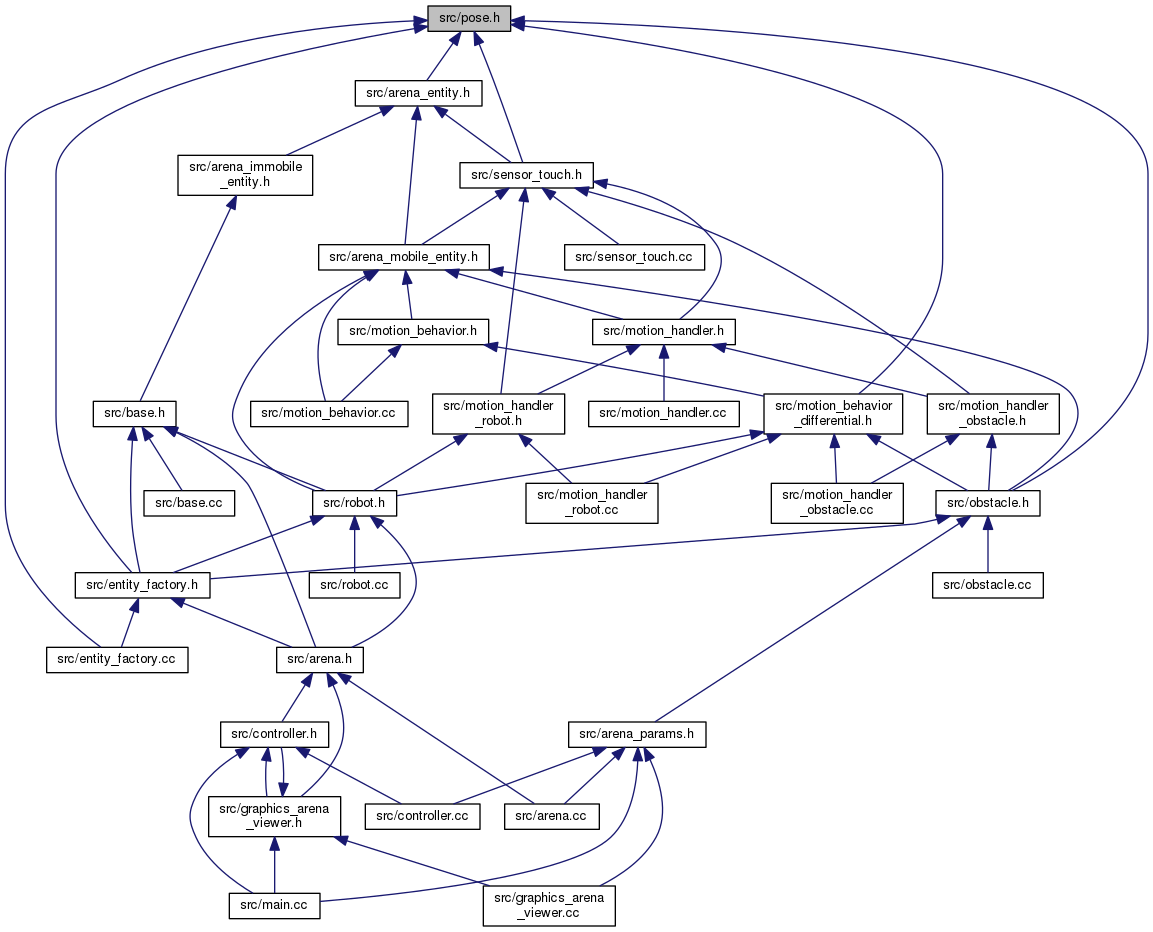 src/pose.h
src/arena_entity.h
src/arena_immobile
_entity.h
src/sensor_touch.h
src/arena_mobile_entity.h
src/sensor_touch.cc
src/motion_behavior.h
src/motion_handler.h
src/base.h
src/motion_behavior.cc
src/motion_handler
_robot.h
src/motion_handler.cc
src/motion_behavior
_differential.h
src/motion_handler
_obstacle.h
src/base.cc
src/robot.h
src/motion_handler
_robot.cc
src/motion_handler
_obstacle.cc
src/obstacle.h
src/entity_factory.h
src/robot.cc
src/obstacle.cc
src/entity_factory.cc
src/arena.h
src/controller.h
src/arena_params.h
src/graphics_arena
_viewer.h
src/controller.cc
src/arena.cc
src/main.cc
src/graphics_arena
_viewer.cc